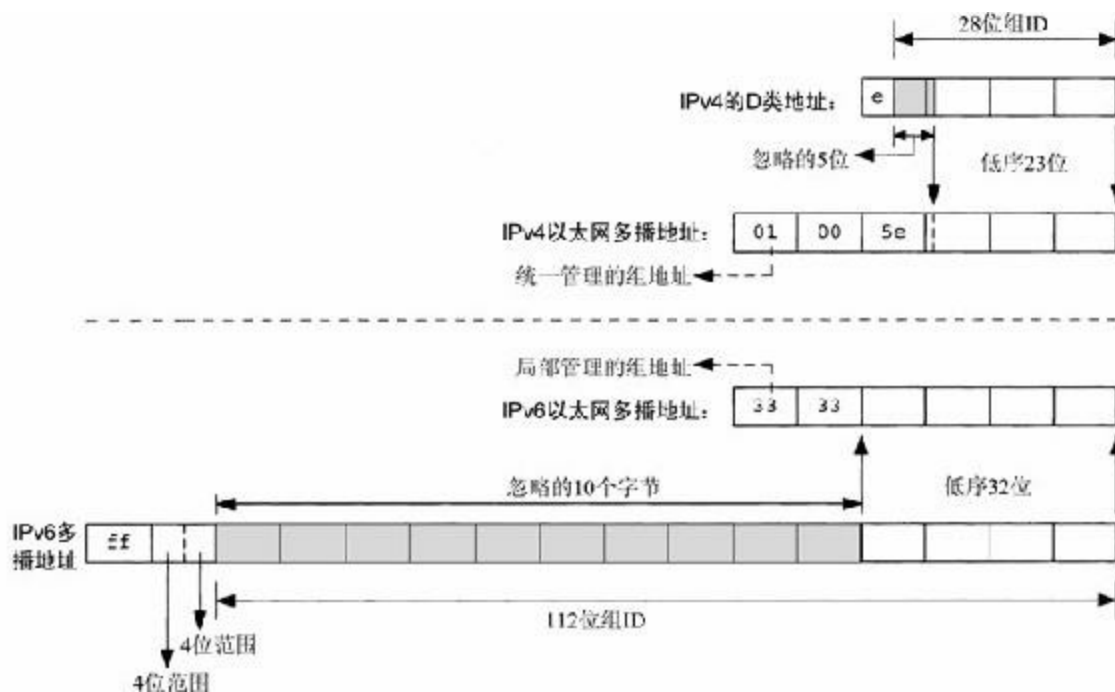 28位组ID
IPv4的D类地址： e
忽略的5位 低序23位
IPv4以太网多播地址： 01 00 5e
统一管理的组地址
局部管理的组地址
IPv6以太网多播地址： 33 33
忽略的10个字节 低序32位
IPv6多
播地址
ff
112位组ID
4位范围
4位范围